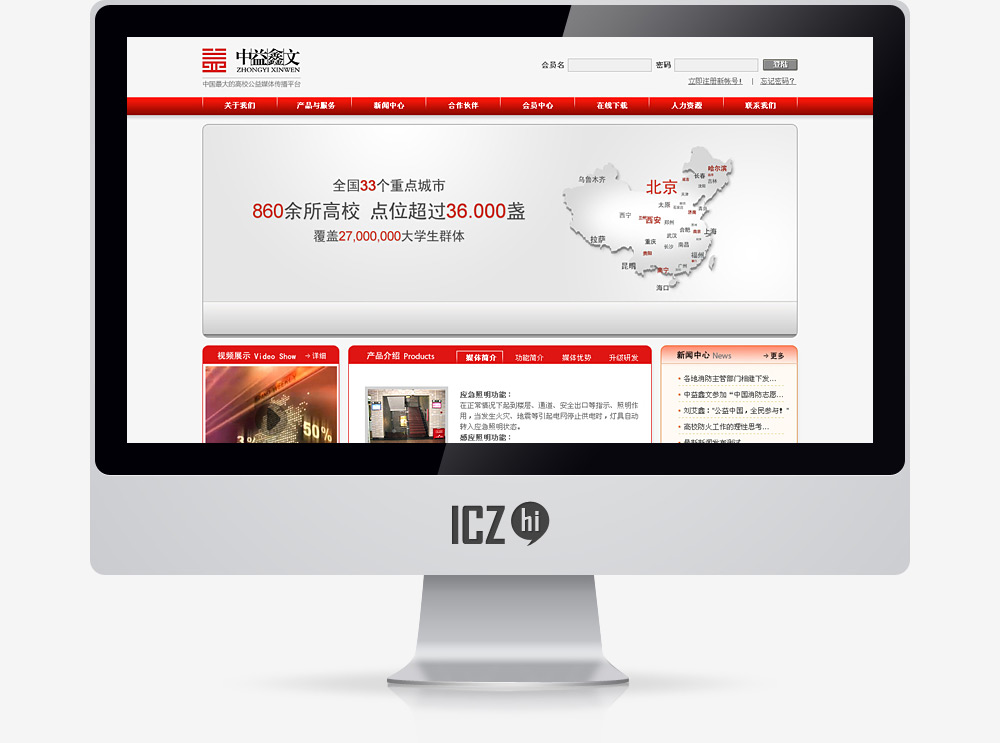 中益鑫文
ZHONGYI XINWEN
中国最大的高校公益媒体传播平台
会员名 密码 登陆
立即注册新帐号! | 忘记密码?
关于我们 产品与服务 新闻中心 合作伙伴 会员中心 在线下载 人力资源 联系我们
全国33个重点城市
860余所高校 点位超过36.000盏
覆盖27,000,000大学生群体
哈尔滨
长春
吉林
乌鲁木齐
北京
太原
西宁
西安
郑州
上海
合肥
武汉
拉萨
重庆
长沙
南昌
福州
贵阳
昆明
南宁
广州
海口
视频展示 Video Show →详细
产品介绍 Products 媒体简介 功能简介 媒体优势 升级研发
新闻中心 News →更多
50%
应急照明功能:
在正常情况下起到楼层、通道、安全出口等指示、照明作
用,当发生火灾、地震等引起电网停止供电时,灯具自动
转入应急照明状态。
感应照明功能:
• 各地消防主管部门相继下发...
• 中益鑫文参加“中国消防志愿...
• 刘艾鑫:“公益中国,全民参与!”
• 高校防火工作的理性思考...
ICZ hi